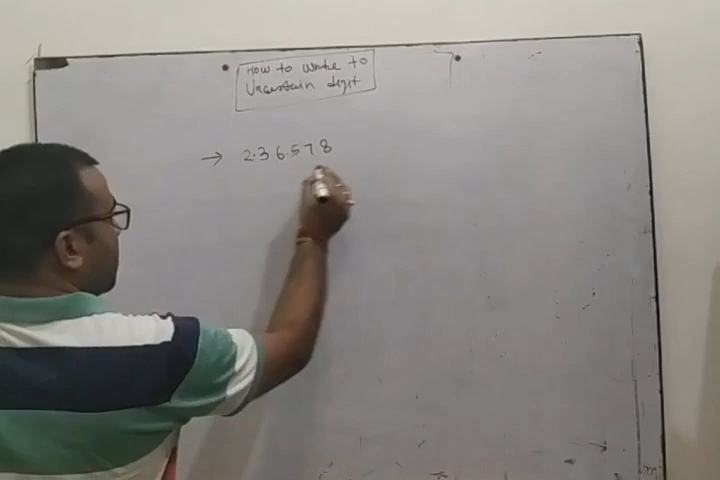 How to write to
Uncertain digit
→ 2.36578